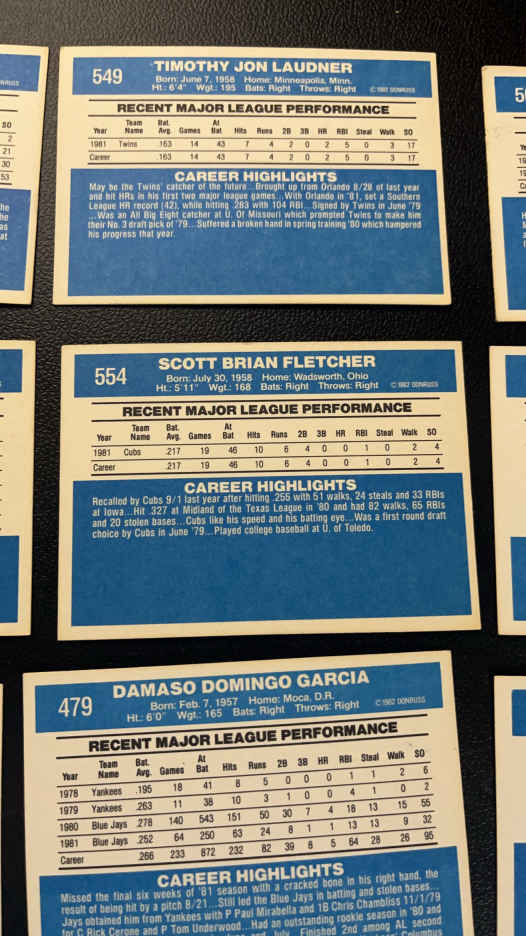 549
TIMOTHY JON LAUDNER
Born: June 7, 1958 Home: Minneapolis, Minn.
Ht.: 6'4" Wgt.: 195 Bats: Right Throws: Right
© 1982 DONRUSS
RECENT MAJOR LEAGUE PERFORMANCE
Year Team Name Bat. Avg. Games At Bat Hits Runs 2B 3B HR RBI Steal Walk SO
1981 Twins .163 14 43 7 4 2 0 2 5 0 3 17
Career .163 14 43 7 4 2 0 2 5 0 3 17
CAREER HIGHLIGHTS
May be the Twins' catcher of the future...Brought up from Orlando 8/28 of last year
and hit HRs in his first two major league games...With Orlando in '81, set a Southern
League HR record (42), while hitting .283 with 104 RBI...Signed by Twins in June '79
...Was an All Big Eight catcher at U. Of Missouri which prompted Twins to make him
their No. 3 draft pick of '79...Suffered a broken hand in spring training '80 which hampered
his progress that year.
554
SCOTT BRIAN FLETCHER
Born: July 30, 1958 Home: Wadsworth, Ohio
Ht.: 5'11" Wgt.: 168 Bats: Right Throws: Right
© 1982 DONRUSS
RECENT MAJOR LEAGUE PERFORMANCE
Year Team Name Bat. Avg. Games At Bat Hits Runs 2B 3B HR RBI Steal Walk SO
1981 Cubs .217 19 46 10 6 4 0 0 1 0 2 4
Career .217 19 46 10 6 4 0 0 1 0 2 4
CAREER HIGHLIGHTS
Recalled by Cubs 9/1 last year after hitting .255 with 51 walks, 24 steals and 33 RBIs
at Iowa...Hit .327 at Midland of the Texas League in '80 and had 82 walks, 65 RBIs
and 20 stolen bases...Cubs like his speed and his batting eye...Was a first round draft
choice by Cubs in June '79...Played college baseball at U. of Toledo.
479
DAMASO DOMINGO GARCIA
Born: Feb. 7, 1957 Home: Moca, D.R.
Ht.: 6'0" Wgt.: 165 Bats: Right Throws: Right
© 1982 DONRUSS
RECENT MAJOR LEAGUE PERFORMANCE
Year Team Name Bat. Avg. Games At Bat Hits Runs 2B 3B HR RBI Steal Walk SO
1978 Yankees .195 18 41 8 5 0 0 0 1 1 2 6
1979 Yankees .263 11 38 10 3 1 0 0 4 1 0 2
1980 Blue Jays .278 140 543 151 50 30 7 4 18 13 15 55
1981 Blue Jays .252 64 250 63 24 8 1 1 13 13 9 32
Career .266 233 872 232 82 39 8 5 64 28 26 95
CAREER HIGHLIGHTS
Missed the final six weeks of '81 season with a cracked bone in his right hand, the
result of being hit by a pitch 8/21...Still led the Blue Jays in batting and stolen bases...
Jays obtained him from Yankees with P Paul Mirabella and 1B Chris Chambliss 11/1/79
for C Rick Cerone and P Tom Underwood...Had an outstanding rookie season in '80 and
July. Finished 2nd among AL second
SO
2
21
30
53